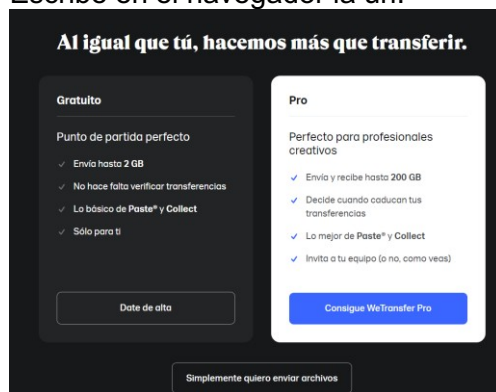 Escribe en el navegador la url
Al igual que tú, hacemos más que transferir.
Gratuito
Punto de partida perfecto
✓ Envía hasta 2 GB
✓ No hace falta verificar transferencias
✓ Lo básico de Paste® y Collect
✓ Sólo para ti
Date de alta
Pro
Perfecto para profesionales
creativos
✓ Envía y recibe hasta 200 GB
✓ Decide cuando caducan tus
transferencias
✓ Lo mejor de Paste® y Collect
✓ Invita a tu equipo (o no, como veas)
Consigue WeTransfer Pro
Simplemente quiero enviar archivos